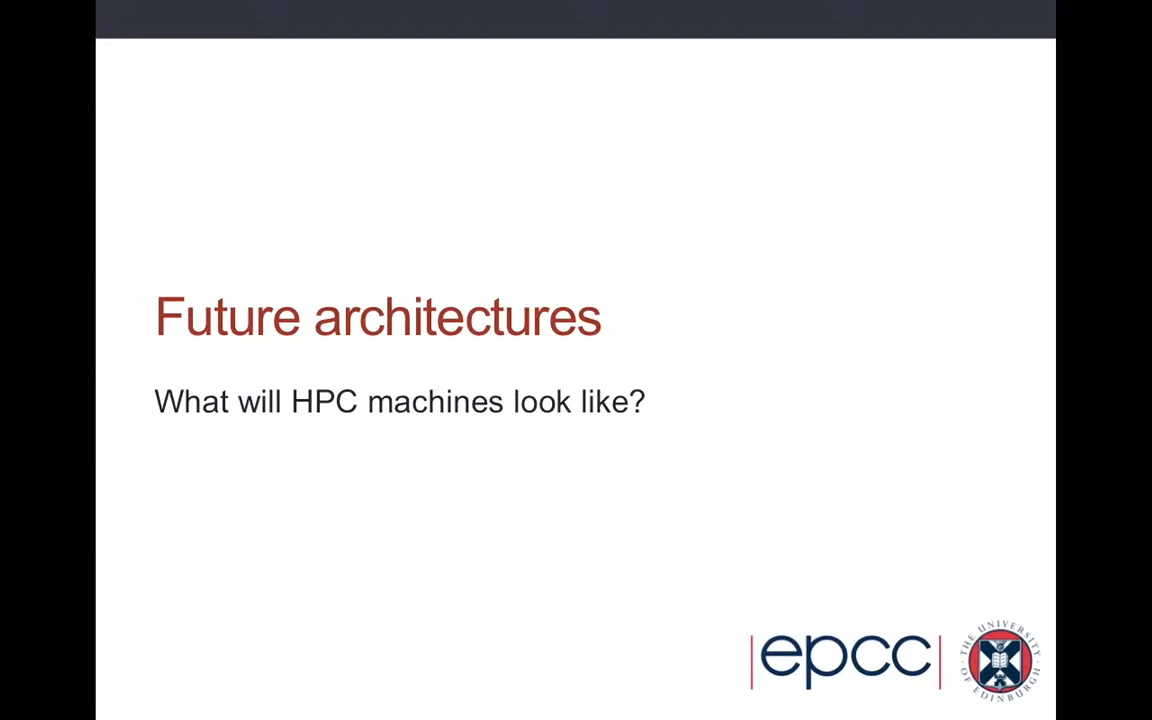 Future architectures
What will HPC machines look like?
|epcc|
THE UNIVERSITY OF EDINBURGH